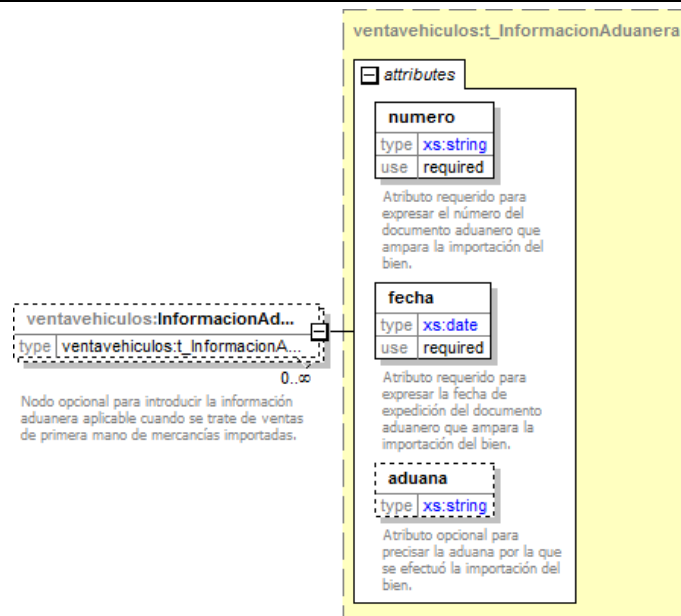 ventavehiculos:t_InformacionAduanera
attributes
numero
type xs:string
use required
Atributo requerido para
expresar el número del
documento aduanero que
ampara la importación del
bien.
fecha
type xs:date
use required
Atributo requerido para
expresar la fecha de
expedición del documento
aduanero que ampara la
importación del bien.
aduana
type xs:string
Atributo opcional para
precisar la aduana por la que
se efectuó la importación del
bien.
ventavehiculos:InformacionAd...
type ventavehiculos:t_InformacionA...
0..∞
Nodo opcional para introducir la información
aduanera aplicable cuando se trate de ventas
de primera mano de mercancías importadas.